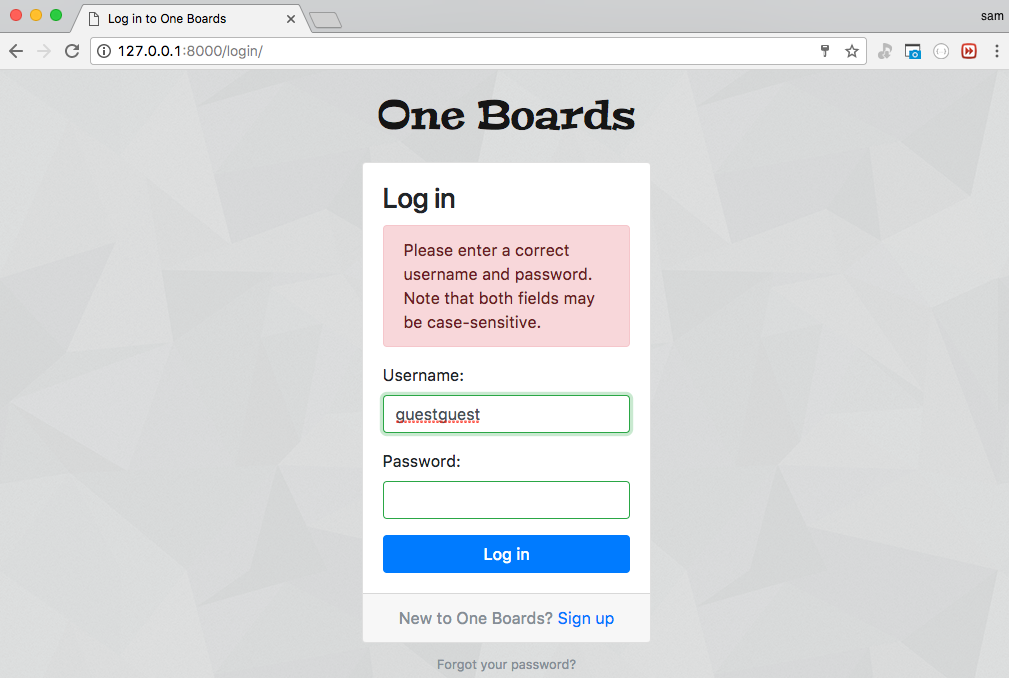 Log in to One Boards
sam
127.0.0.1:8000/login/
One Boards
Log in
Please enter a correct
username and password.
Note that both fields may
be case-sensitive.
Username:
guestguest
Password:
Log in
New to One Boards? Sign up
Forgot your password?